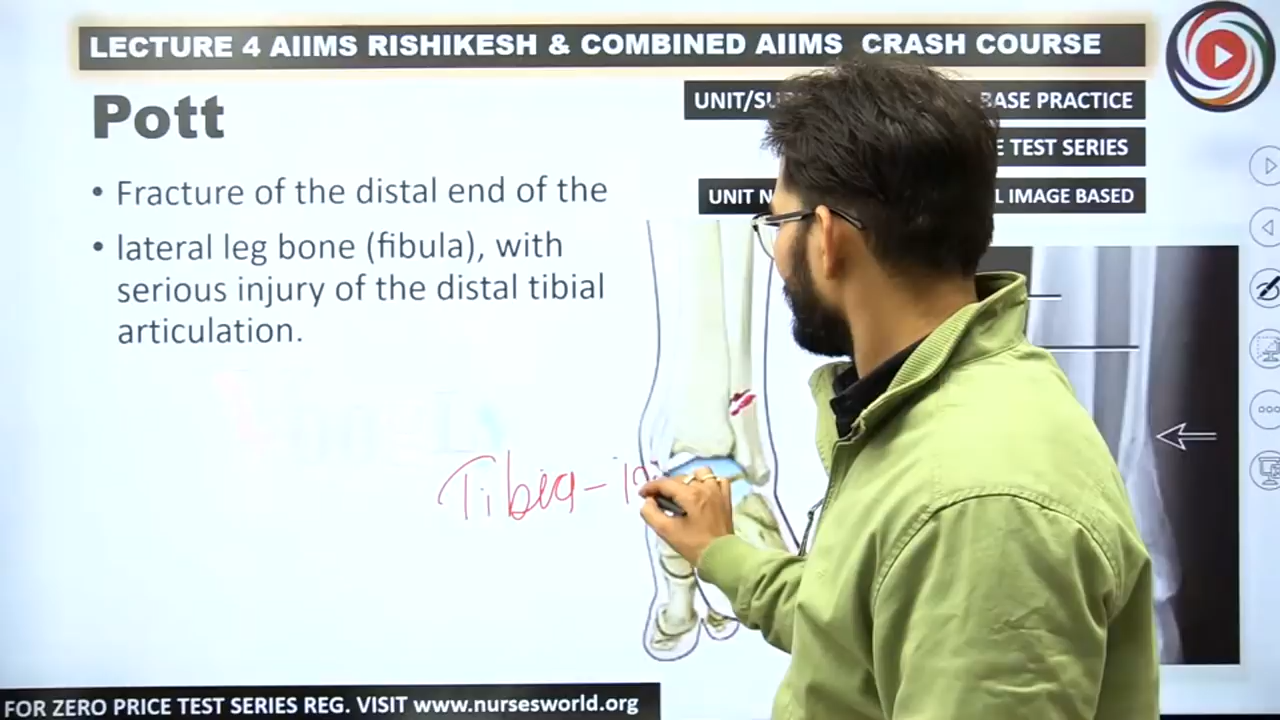 LECTURE 4 AIIMS RISHIKESH & COMBINED AIIMS CRASH COURSE
Pott
BASE PRACTICE
TEST SERIES
IMAGE BASED
• Fracture of the distal end of the
• lateral leg bone (fibula), with
serious injury of the distal tibial
articulation.
Tibia -
FOR ZERO PRICE TEST SERIES REG. VISIT www.nursesworld.org